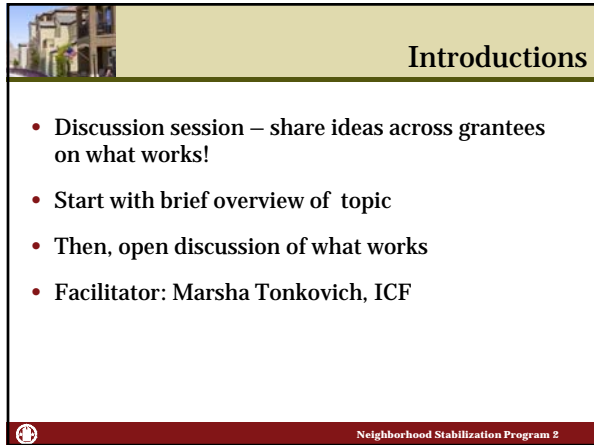 Introductions
• Discussion session – share ideas across grantees
on what works!
• Start with brief overview of topic
• Then, open discussion of what works
• Facilitator: Marsha Tonkovich, ICF
Neighborhood Stabilization Program 2